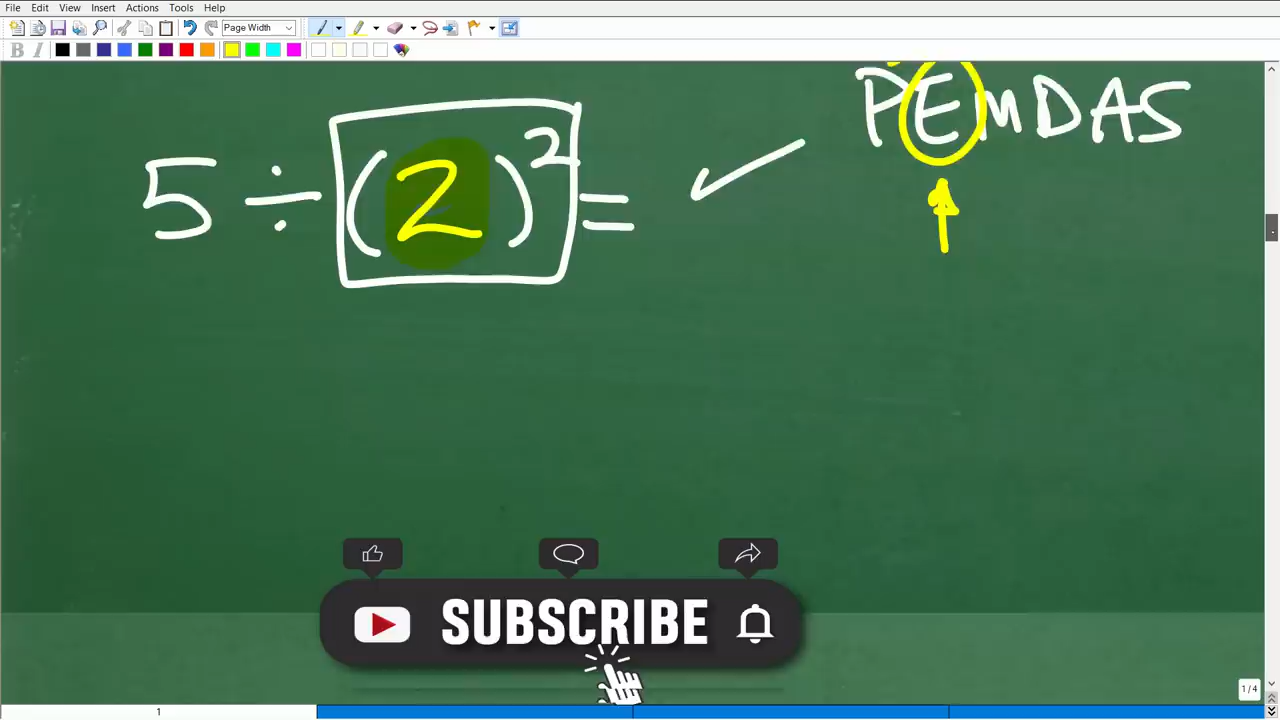 File Edit View Insert Actions Tools Help
Page Width
B I
PEMDAS
5 ÷ (2)² =
SUBSCRIBE
1/4
1